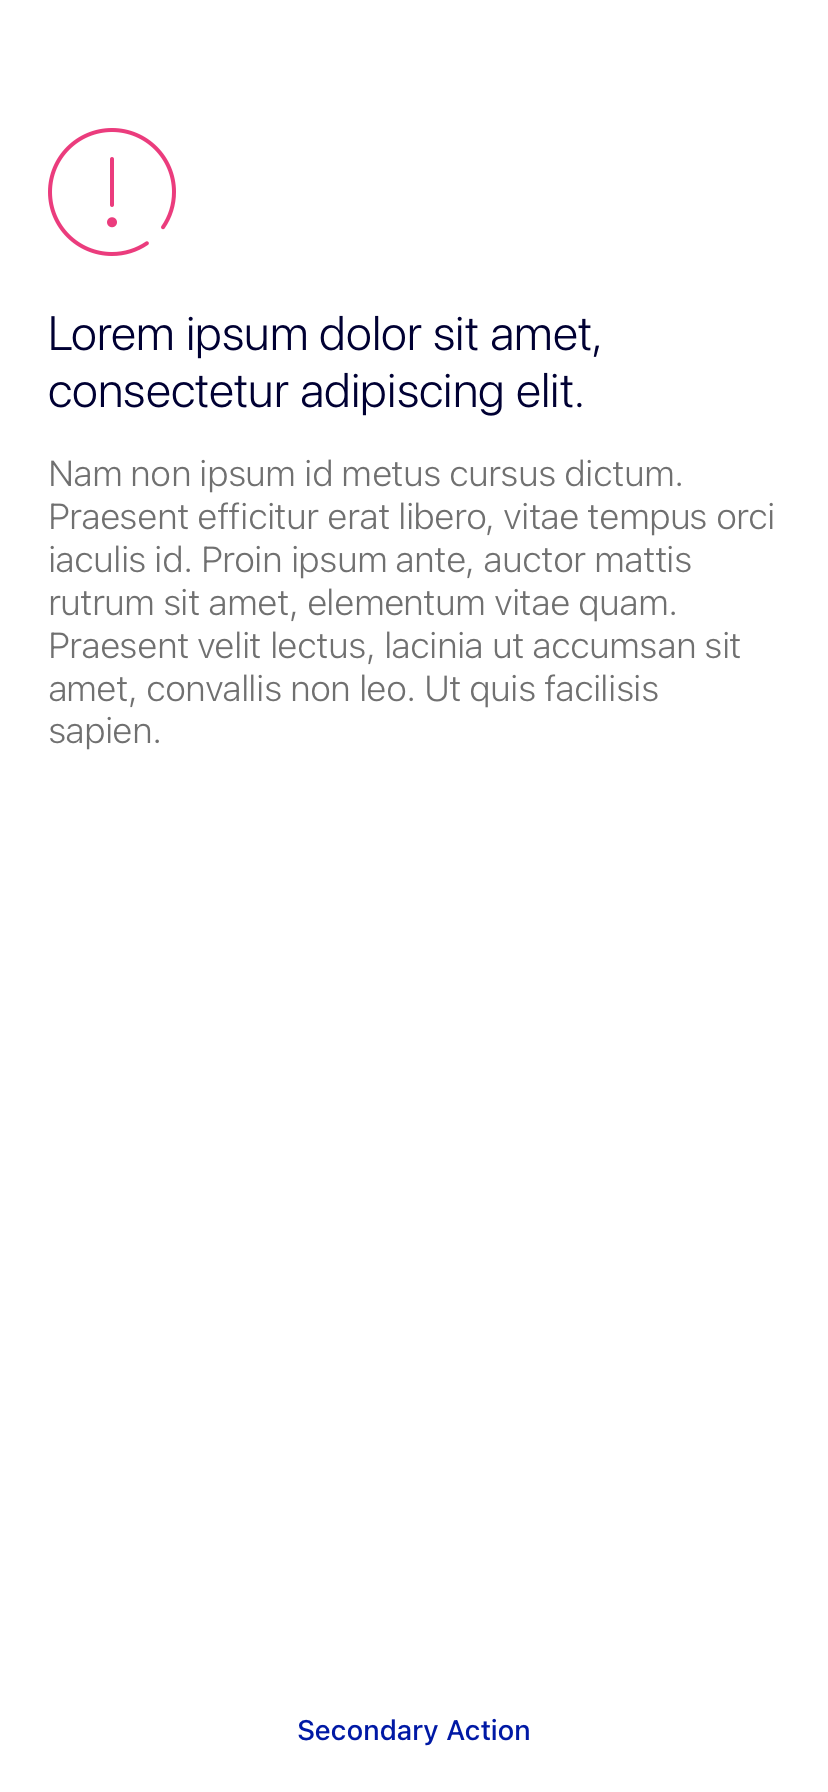 Lorem ipsum dolor sit amet,
consectetur adipiscing elit.
Nam non ipsum id metus cursus dictum.
Praesent efficitur erat libero, vitae tempus orci
iaculis id. Proin ipsum ante, auctor mattis
rutrum sit amet, elementum vitae quam.
Praesent velit lectus, lacinia ut accumsan sit
amet, convallis non leo. Ut quis facilisis
sapien.
Secondary Action